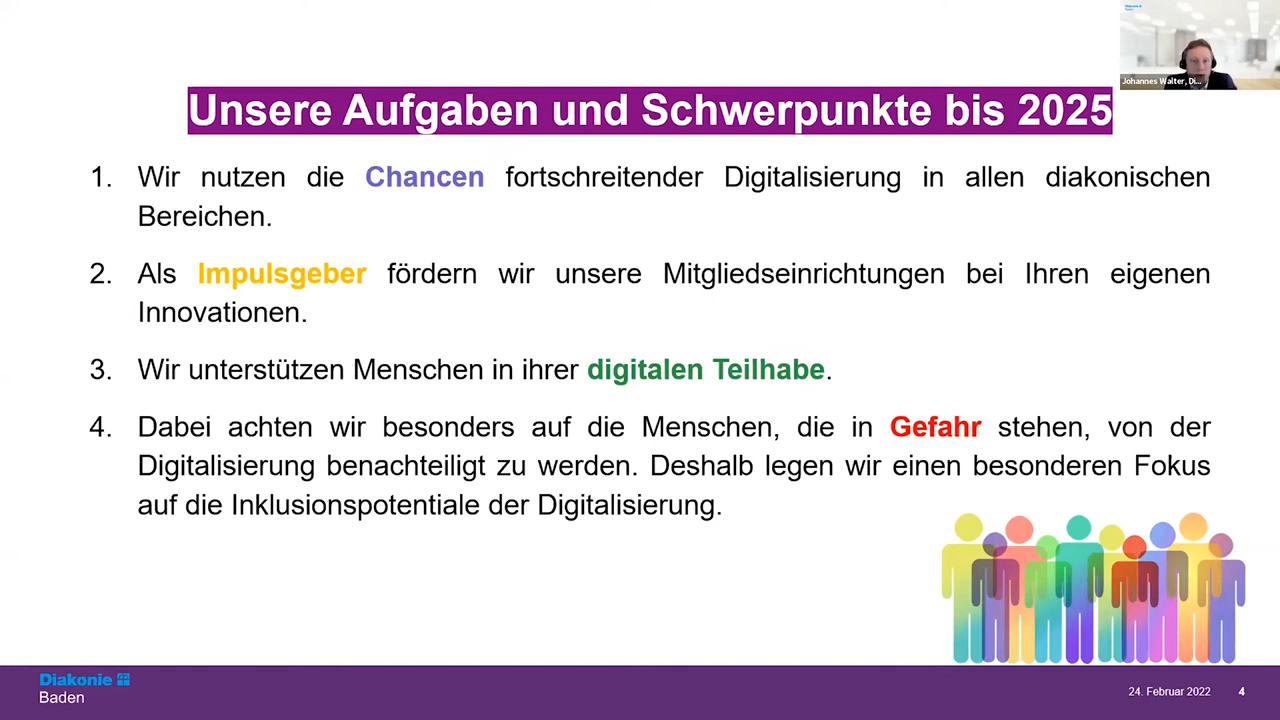 Diakonie
Baden
Johannes Walter, Di...
Unsere Aufgaben und Schwerpunkte bis 2025
1. Wir nutzen die Chancen fortschreitender Digitalisierung in allen diakonischen
Bereichen.
2. Als Impulsgeber fördern wir unsere Mitgliedseinrichtungen bei Ihren eigenen
Innovationen.
3. Wir unterstützen Menschen in ihrer digitalen Teilhabe.
4. Dabei achten wir besonders auf die Menschen, die in Gefahr stehen, von der
Digitalisierung benachteiligt zu werden. Deshalb legen wir einen besonderen Fokus
auf die Inklusionspotentiale der Digitalisierung.
Diakonie
Baden
24. Februar 2022
4